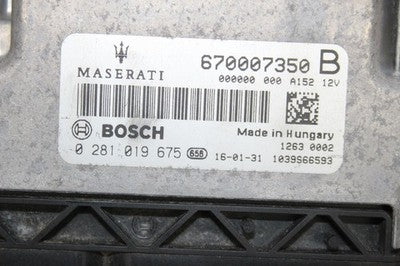 670007350 B
MASERATI
000000 000 A152 12V
BOSCH
Made in Hungary
1263 0002
0 281 019 675 656 16-01-31 1039S66593